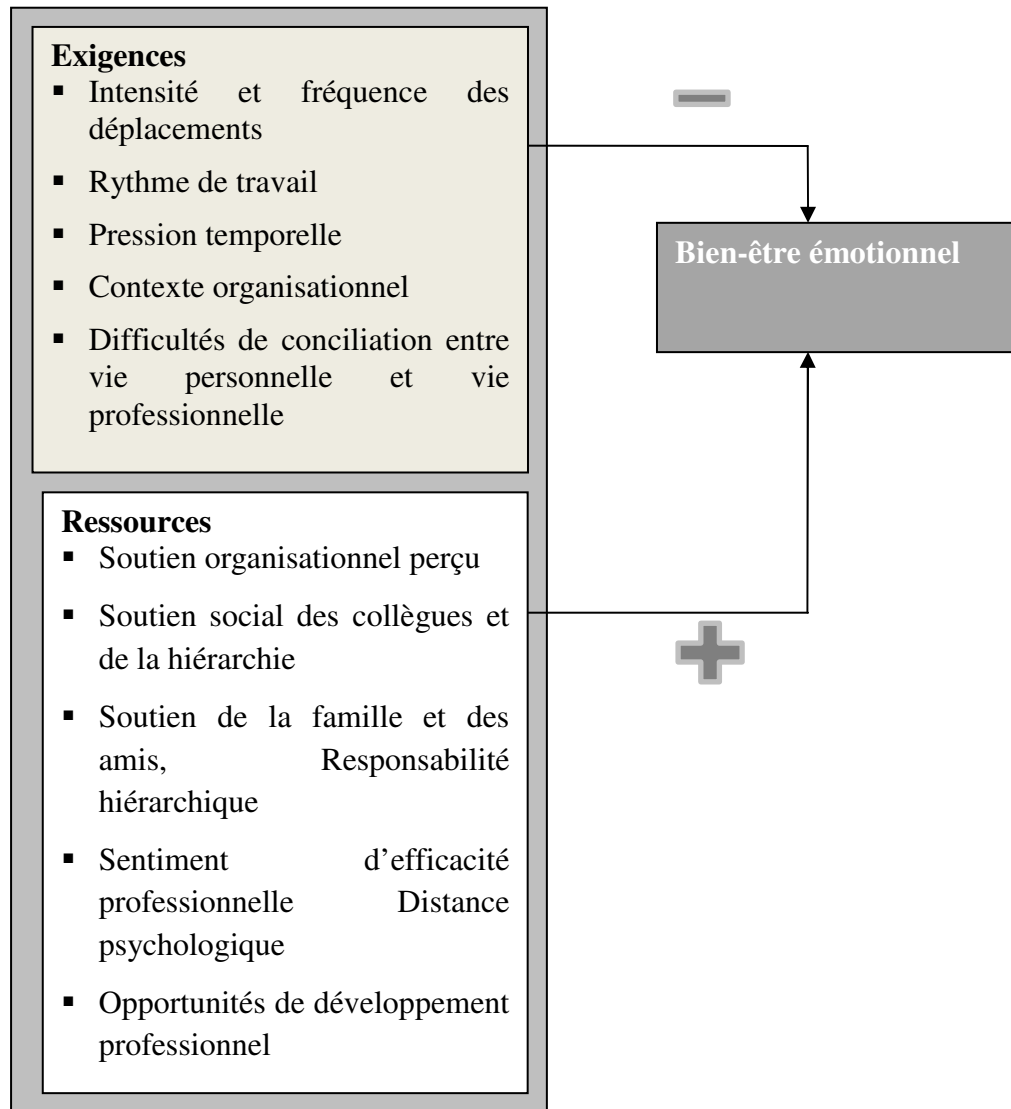 Exigences
▪ Intensité et fréquence des
déplacements
▪ Rythme de travail
▪ Pression temporelle
▪ Contexte organisationnel
▪ Difficultés de conciliation entre
vie personnelle et vie
professionnelle
Bien-être émotionnel
Ressources
▪ Soutien organisationnel perçu
▪ Soutien social des collègues et
de la hiérarchie
▪ Soutien de la famille et des
amis, Responsabilité
hiérarchique
▪ Sentiment d’efficacité
professionnelle Distance
psychologique
▪ Opportunités de développement
professionnel